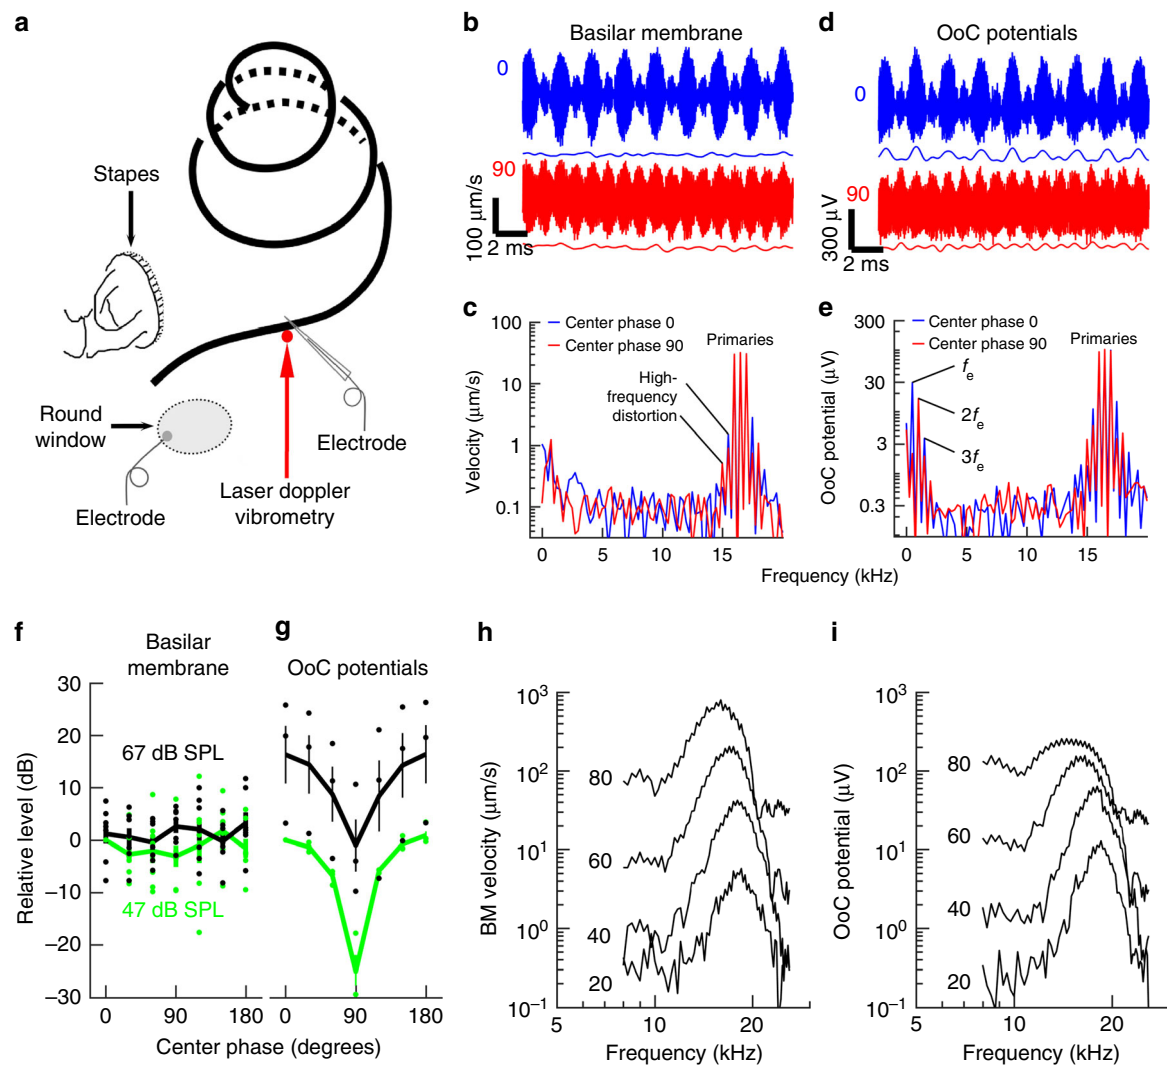 a
Stapes
Round
window
Electrode
Electrode
Laser doppler
vibrometry
b
Basilar membrane
0
90
100 μm/s
2 ms
d
OoC potentials
0
90
300 μV
2 ms
c
Center phase 0
Center phase 90
Primaries
High-
frequency
distortion
Velocity (μm/s)
100
10
1
0.1
0 5 10 15
e
Center phase 0
Center phase 90
Primaries
fe
2fe
3fe
OoC potential (μV)
300
30
3
0.3
0 5 10 15
Frequency (kHz)
f
Basilar
membrane
67 dB SPL
47 dB SPL
Relative level (dB)
30
20
10
0
−10
−20
−30
0 90 180
g
OoC potentials
0 90 180
Center phase (degrees)
h
BM velocity (μm/s)
10³
10²
10¹
10⁰
10⁻¹
80
60
40
20
5 10 20
Frequency (kHz)
i
OoC potential (μV)
10³
10²
10¹
10⁰
10⁻¹
80
60
40
20
5 10 20
Frequency (kHz)